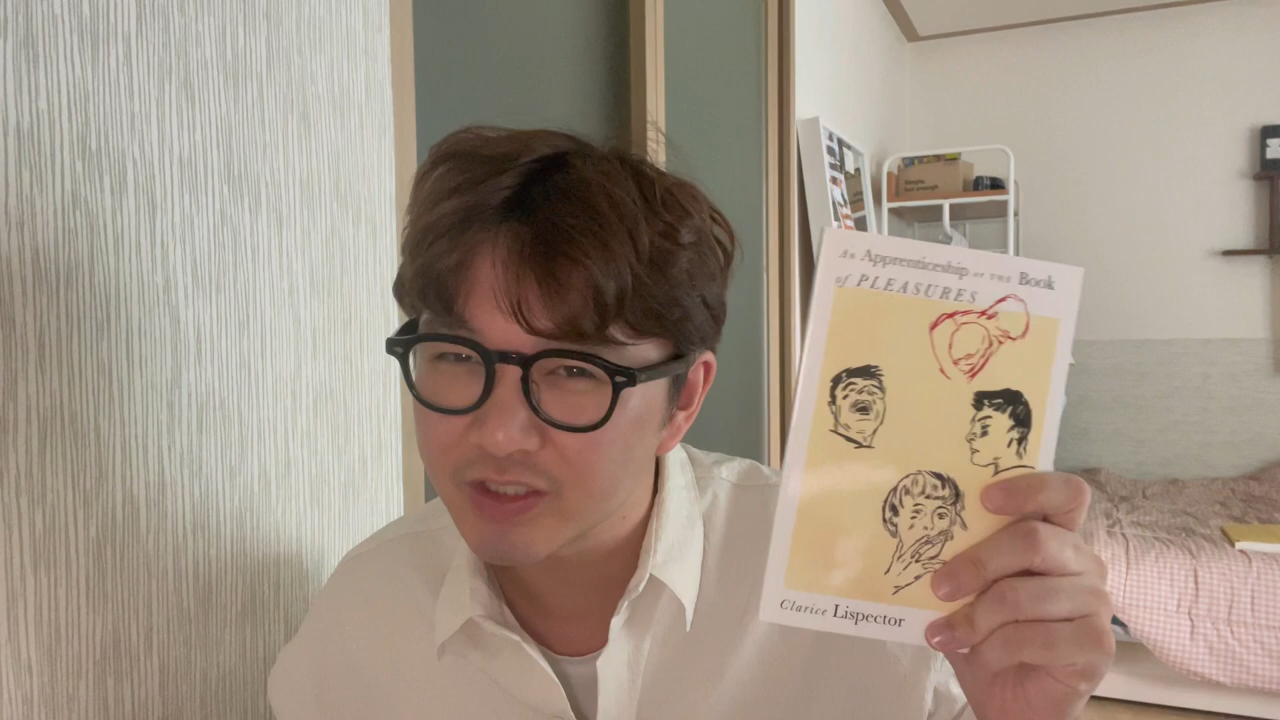 An Apprenticeship or THE Book
of PLEASURES
Clarice Lispector